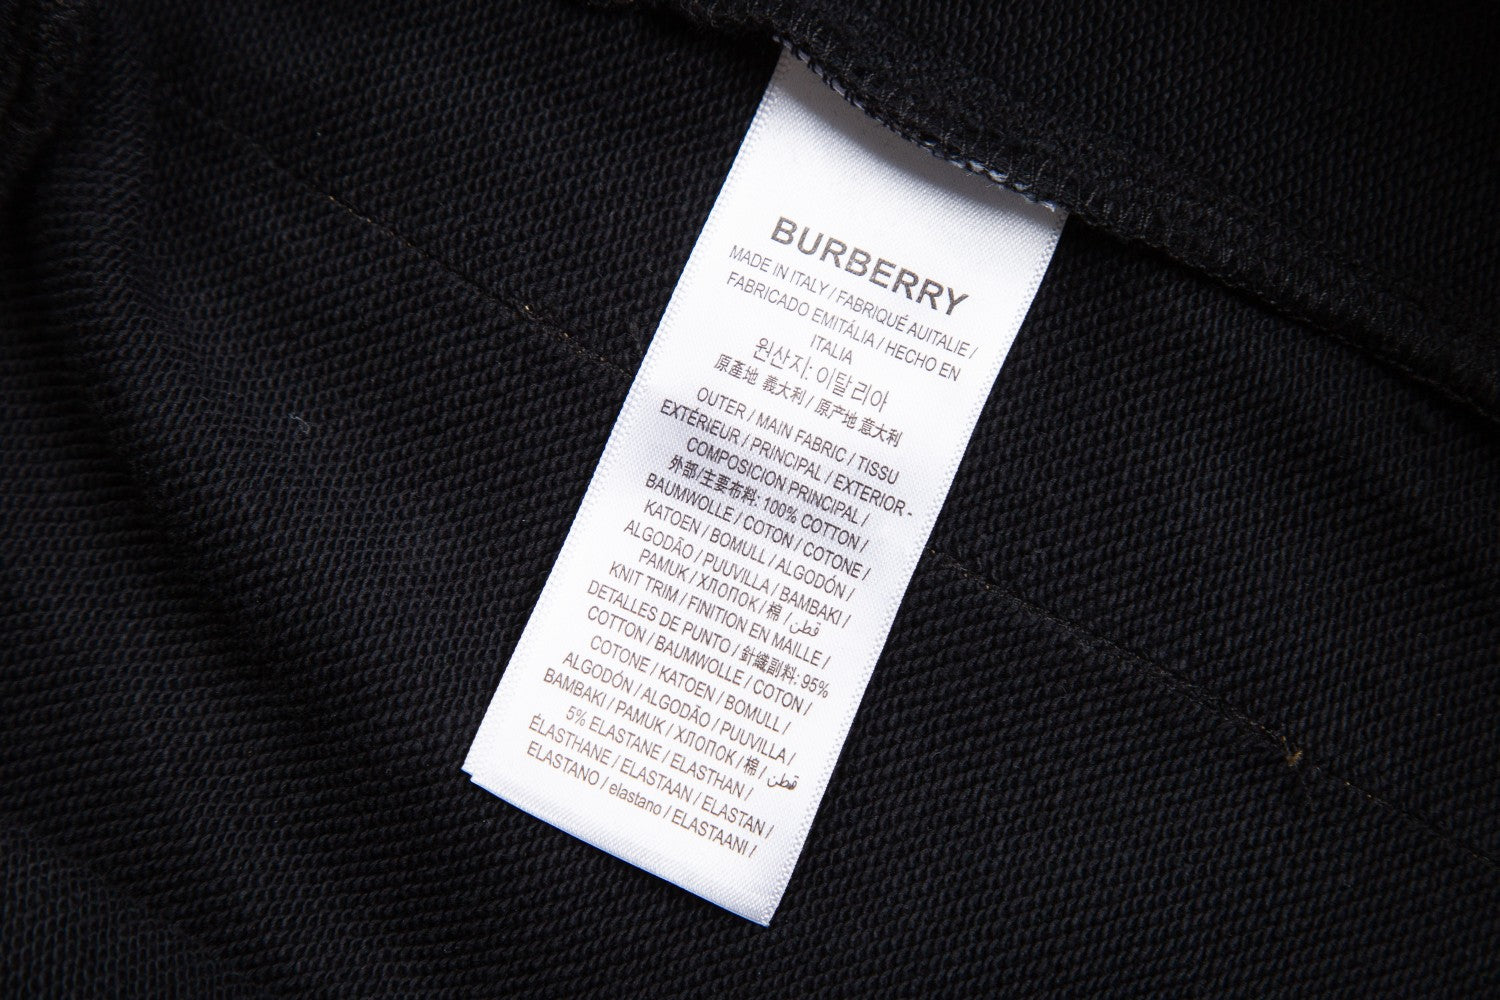 BURBERRY
MADE IN ITALY / FABRIQUÉ AUITALIE /
FABRICADO EMITÁLIA / HECHO EN
ITALIA
원산지: 이탈리아
原產地 義大利 / 原产地 意大利
OUTER / MAIN FABRIC / TISSU
EXTÉRIEUR / PRINCIPAL / EXTERIOR -
COMPOSICION PRINCIPAL /
外部/主要布料: 100% COTTON /
BAUMWOLLE / COTON / COTONE /
KATOEN / BOMULL / ALGODÓN /
ALGODÃO / PUUVILLA / BAMBAKI /
PAMUK / ХЛОПОК / 棉 / قطن
KNIT TRIM / FINITION EN MAILLE /
DETALLES DE PUNTO / 針織副料: 95%
COTTON / BAUMWOLLE / COTON /
COTONE / KATOEN / BOMULL /
ALGODÓN / ALGODÃO / PUUVILLA /
BAMBAKI / PAMUK / ХЛОПОК / 棉 / قطن
5% ELASTANE / ELASTHAN /
ÉLASTHANE / ELASTAAN / ELASTAN /
ELASTANO / elastano / ELASTAANI /